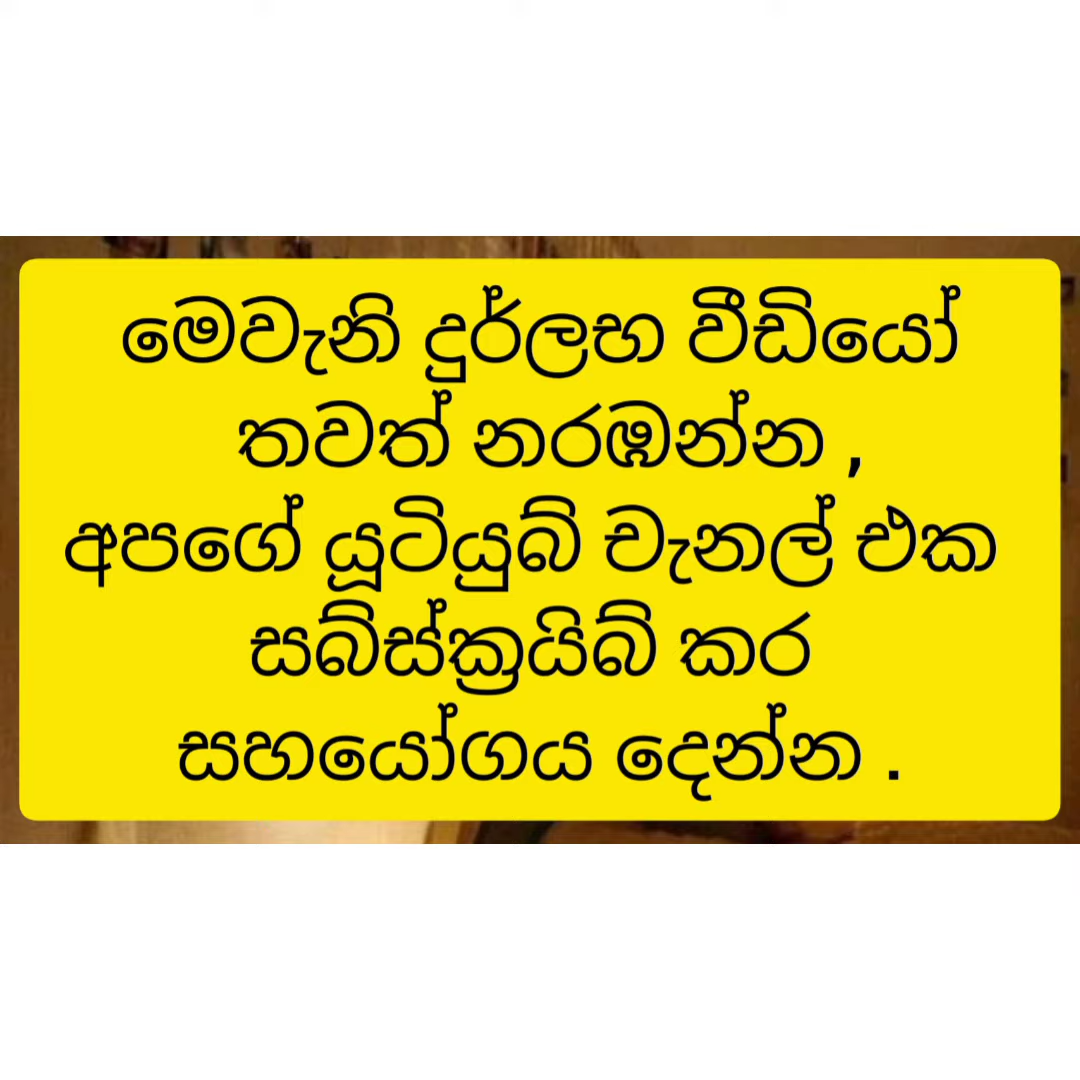 මෙවැනි දුර්ලභ වීඩියෝ
තවත් නරඹන්න ,
අපගේ යූටියුබ් චැනල් එක
සබ්ස්ක්‍රයිබ් කර
සහයෝගය දෙන්න .